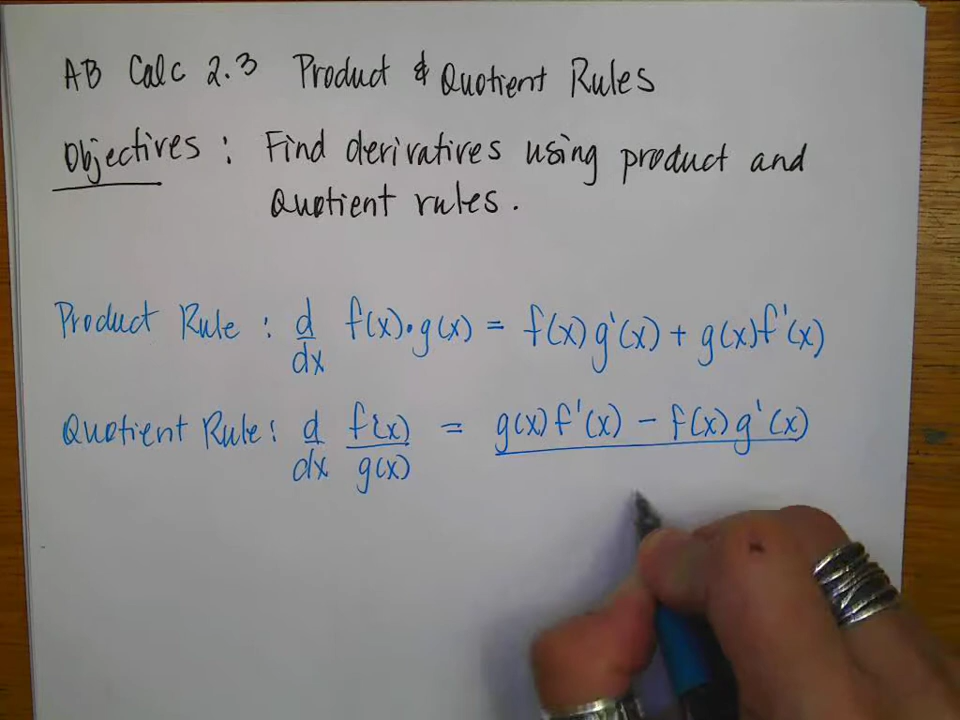 AB Calc 2.3 Product & Quotient Rules
Objectives : Find derivatives using product and
Quotient rules.
Product Rule : d/dx f(x)·g(x) = f(x)g'(x) + g(x)f'(x)
Quotient Rule : d/dx f(x)/g(x) = g(x)f'(x) - f(x)g'(x)